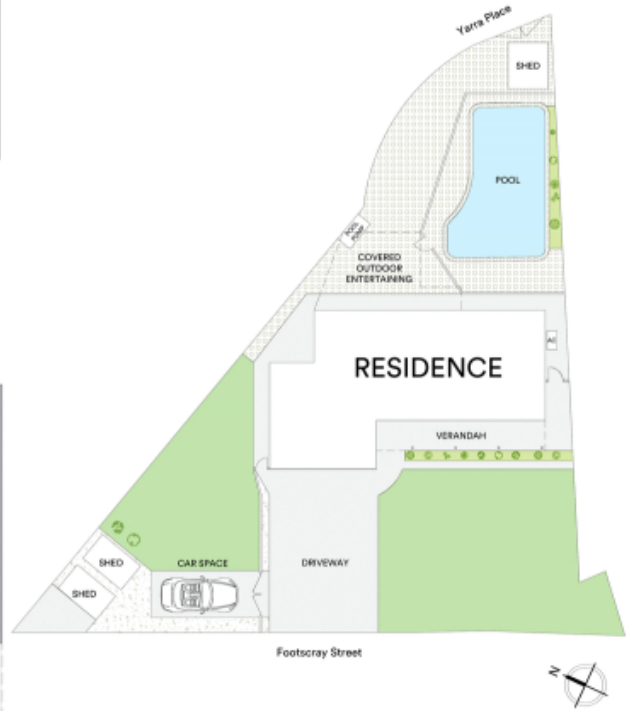 Yarra Place
SHED
POOL
POOL
PUMP
COVERED
OUTDOOR
ENTERTAINING
AC
RESIDENCE
VERANDAH
SHED
CAR SPACE
DRIVEWAY
SHED
Footscray Street
N